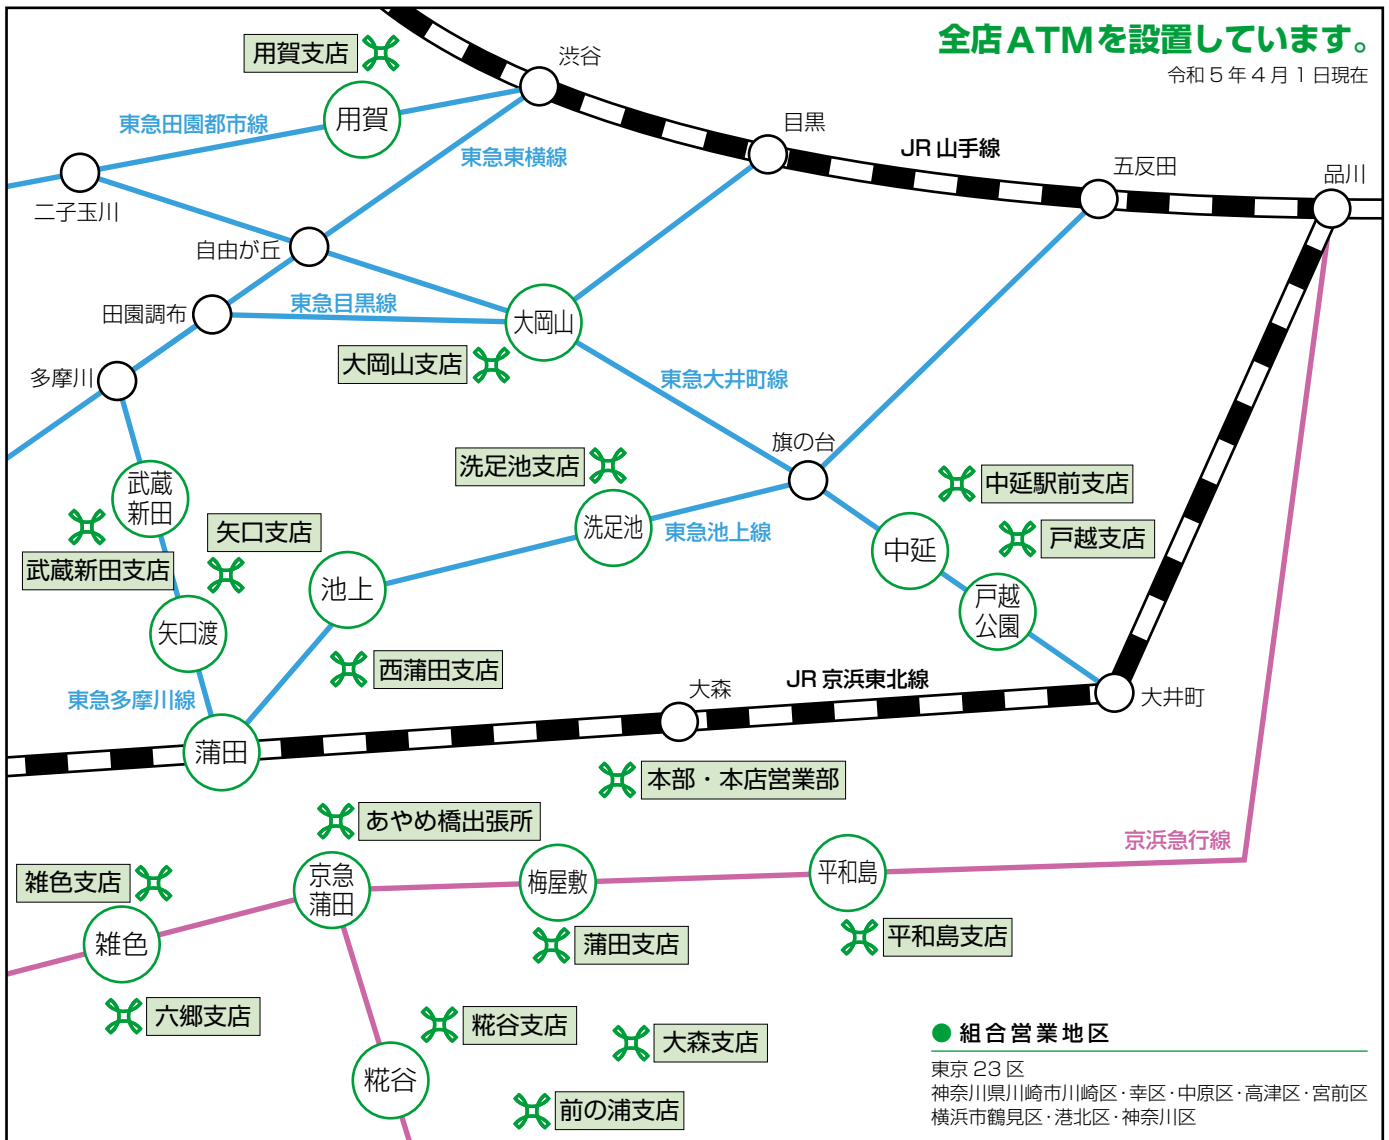 全店ATMを設置しています。
令和5年4月1日現在
用賀支店
渋谷
用賀
東急田園都市線
目黒
JR山手線
東急東横線
五反田
品川
二子玉川
自由が丘
東急目黒線
田園調布
大岡山
大岡山支店
多摩川
東急大井町線
旗の台
洗足池支店
中延駅前支店
武蔵
新田
矢口支店
洗足池
東急池上線
中延
戸越支店
武蔵新田支店
池上
戸越
公園
矢口渡
西蒲田支店
東急多摩川線
大森
JR京浜東北線
大井町
蒲田
本部・本店営業部
あやめ橋出張所
京浜急行線
雑色支店
京急
蒲田
梅屋敷
平和島
雑色
蒲田支店
平和島支店
六郷支店
糀谷支店
大森支店
糀谷
前の浦支店
●組合営業地区
東京23区
神奈川県川崎市川崎区・幸区・中原区・高津区・宮前区
横浜市鶴見区・港北区・神奈川区